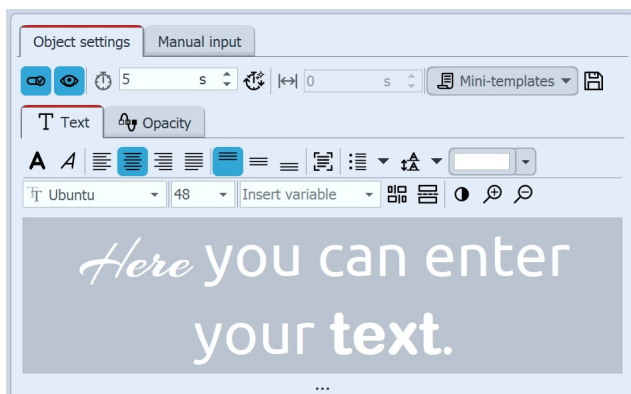 Object settings Manual input
5 s 0 s Mini-templates
T Text Opacity
A A
Tr Ubuntu 48 Insert variable
Here you can enter
your text.
...